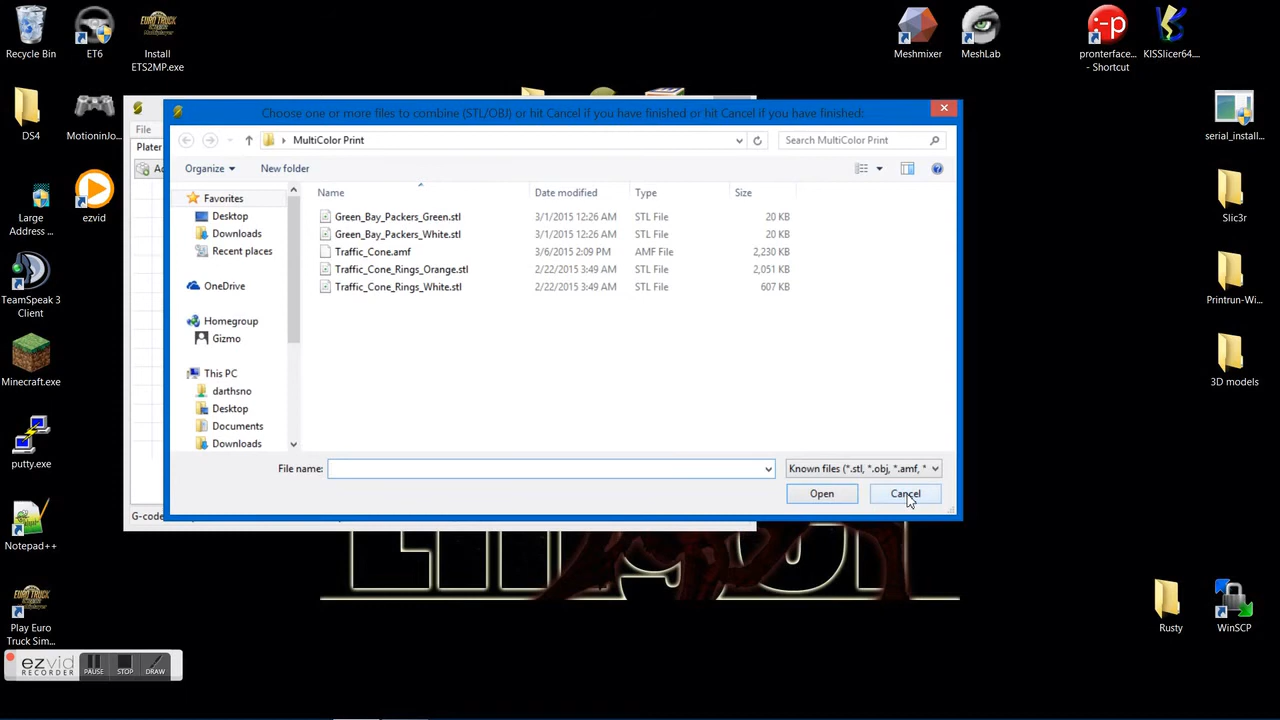 Recycle Bin
ET6
Install
ETS2MP.exe
EURO TRUCK
Meshmixer
MeshLab
pronterface...
- Shortcut
KISSlicer64....
DS4
MotioninJo...
serial_install...
Large
Address ...
ezvid
Slic3r
TeamSpeak 3
Client
Printrun-Wi...
Minecraft.exe
3D models
putty.exe
Notepad++
EURO TRUCK
Play Euro
Truck Sim...
Rusty
WinSCP
File
Plater
G-code
Choose one or more files to combine (STL/OBJ) or hit Cancel if you have finished or hit Cancel if you have finished:
MultiColor Print
Search MultiColor Print
Organize
New folder
Favorites
Desktop
Downloads
Recent places
OneDrive
Homegroup
Gizmo
This PC
darthsno
Desktop
Documents
Downloads
Name Date modified Type Size
Green_Bay_Packers_Green.stl 3/1/2015 12:26 AM STL File 20 KB
Green_Bay_Packers_White.stl 3/1/2015 12:26 AM STL File 20 KB
Traffic_Cone.amf 3/6/2015 2:09 PM AMF File 2,230 KB
Traffic_Cone_Rings_Orange.stl 2/22/2015 3:49 AM STL File 2,051 KB
Traffic_Cone_Rings_White.stl 2/22/2015 3:49 AM STL File 607 KB
File name:
Known files (*.stl, *.obj, *.amf, *
Open
Cancel
ezvid
RECORDER
PAUSE
STOP
DRAW